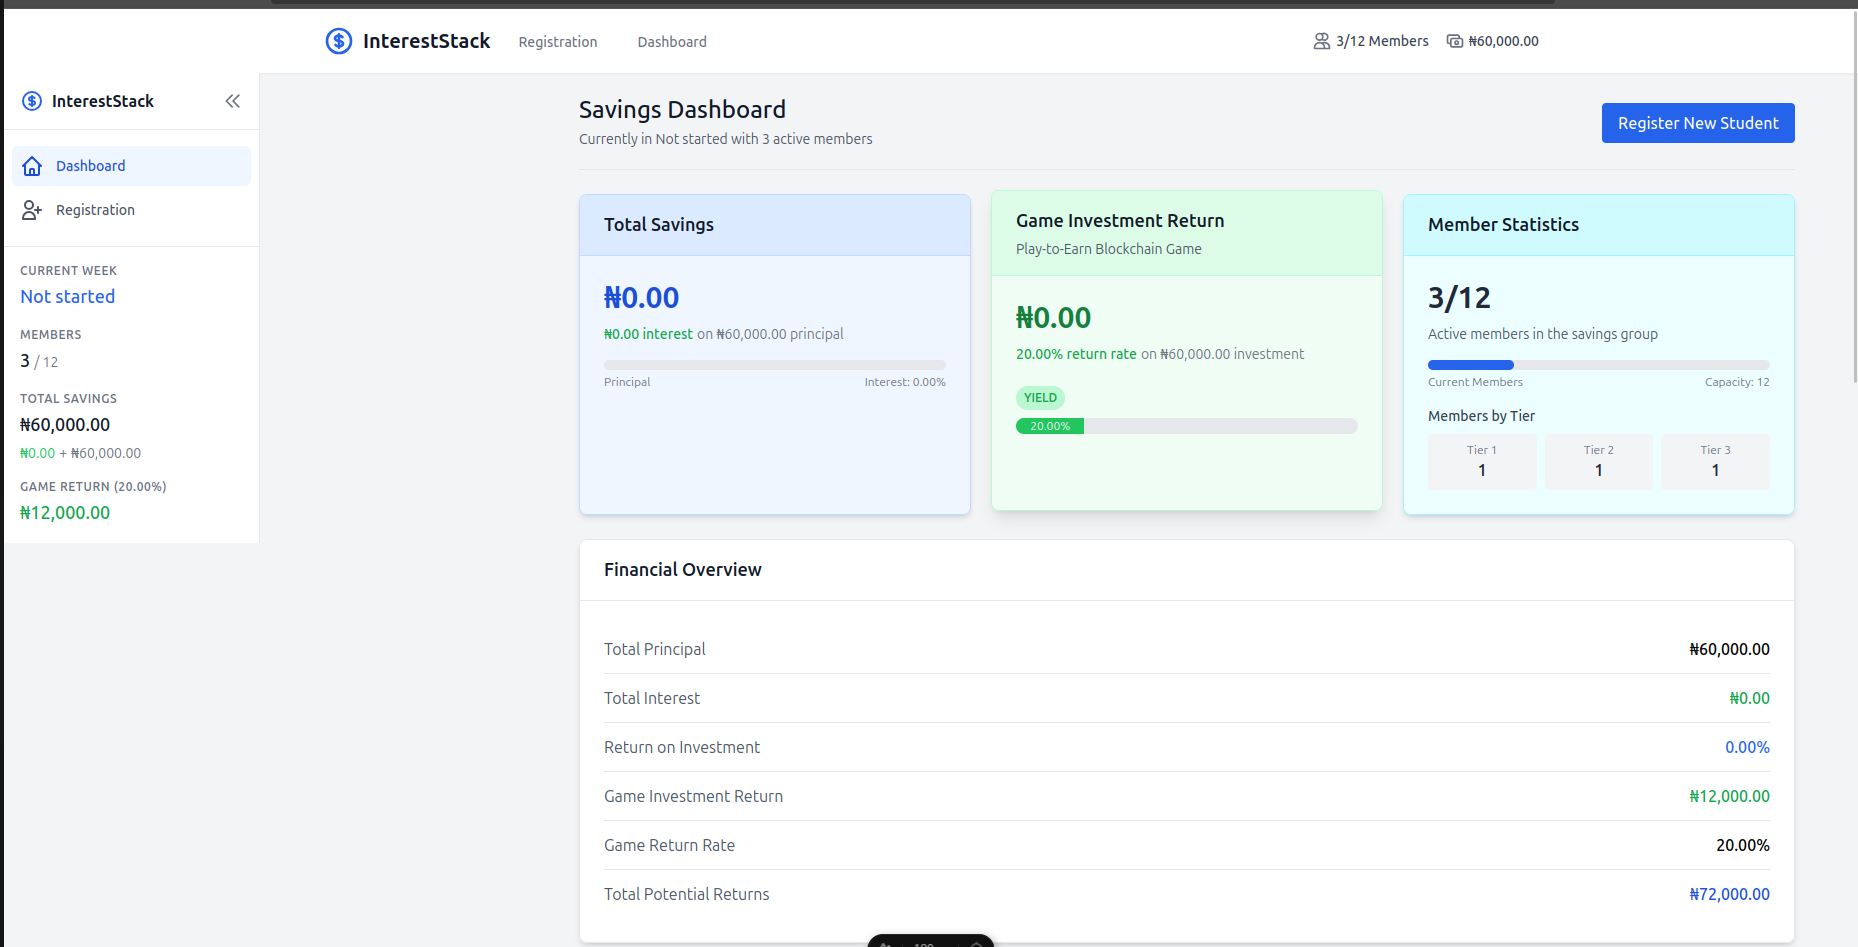 InterestStack Registration Dashboard 3/12 Members ₦60,000.00
InterestStack
Dashboard
Registration
CURRENT WEEK
Not started
MEMBERS
3 / 12
TOTAL SAVINGS
₦60,000.00
₦0.00 + ₦60,000.00
GAME RETURN (20.00%)
₦12,000.00
Savings Dashboard
Currently in Not started with 3 active members
Register New Student
Total Savings
₦0.00
₦0.00 interest on ₦60,000.00 principal
Principal Interest: 0.00%
Game Investment Return
Play-to-Earn Blockchain Game
₦0.00
20.00% return rate on ₦60,000.00 investment
YIELD
20.00%
Member Statistics
3/12
Active members in the savings group
Current Members Capacity: 12
Members by Tier
Tier 1 Tier 2 Tier 3
1 1 1
Financial Overview
Total Principal ₦60,000.00
Total Interest ₦0.00
Return on Investment 0.00%
Game Investment Return ₦12,000.00
Game Return Rate 20.00%
Total Potential Returns ₦72,000.00